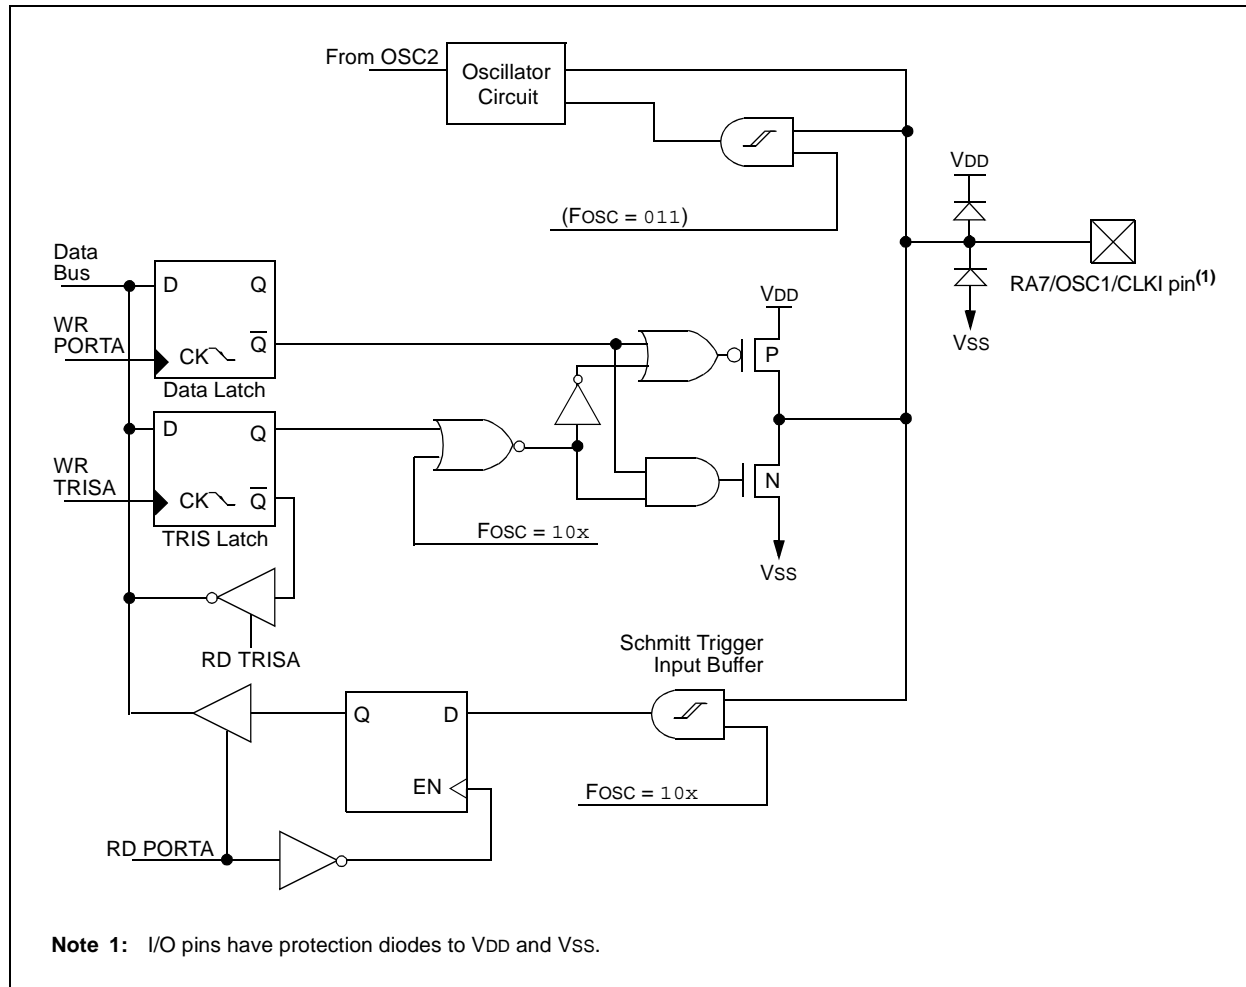 From OSC2
Oscillator
Circuit
(FOSC = 011)
VDD
RA7/OSC1/CLKI pin(1)
VSS
Data
Bus
D
Q
WR
PORTA
CK
Q
Data Latch
VDD
P
D
Q
WR
TRISA
CK
Q
TRIS Latch
FOSC = 10x
N
VSS
RD TRISA
Schmitt Trigger
Input Buffer
Q
D
EN
FOSC = 10x
RD PORTA
Note 1: I/O pins have protection diodes to VDD and VSS.